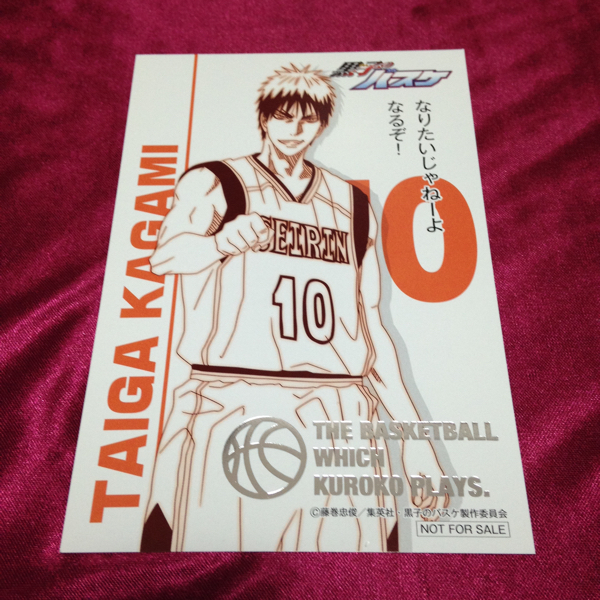 黒子のバスケ
なりたいじゃねーよ
なるぞ!
TAIGA KAGAMI
10
SEIRIN
10
THE BASKETBALL
WHICH
KUROKO PLAYS.
©藤巻忠俊/集英社・黒子のバスケ製作委員会
NOT FOR SALE